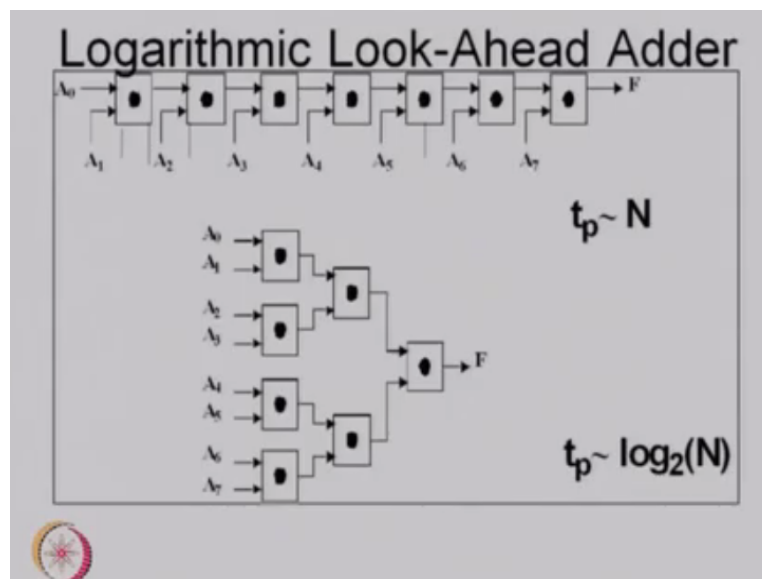 Logarithmic Look-Ahead Adder
A0 F
A1 A2 A3 A4 A5 A6 A7
tp~ N
A0
A1
A2
A3
F
A4
A5
A6
A7
tp~ log2(N)